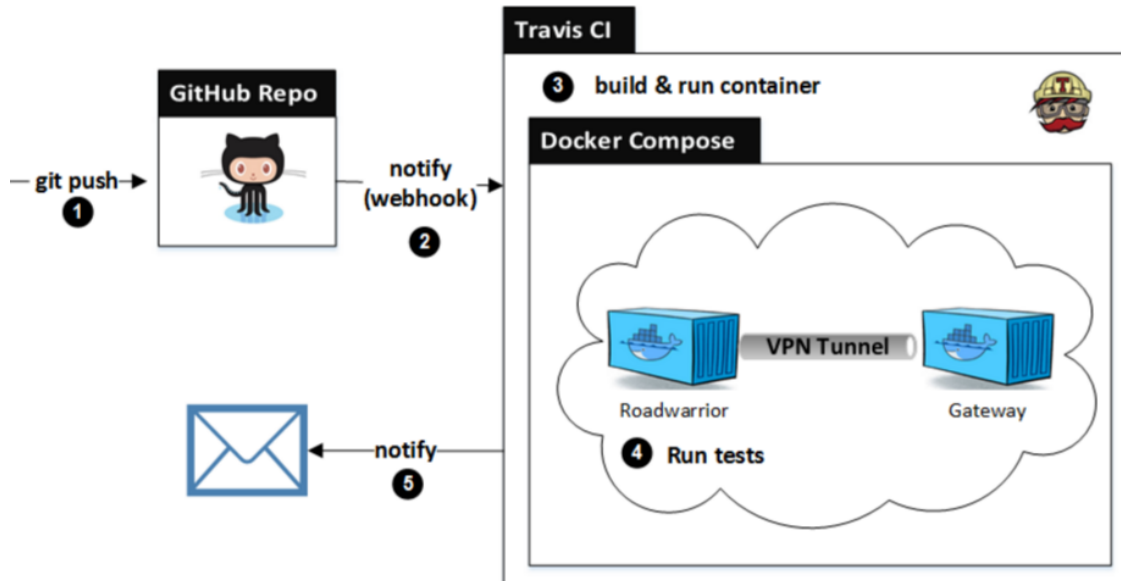 Travis CI
3 build & run container
GitHub Repo
T
Docker Compose
git push
1
notify
(webhook)
2
VPN Tunnel
Roadwarrior
Gateway
notify
5
4 Run tests